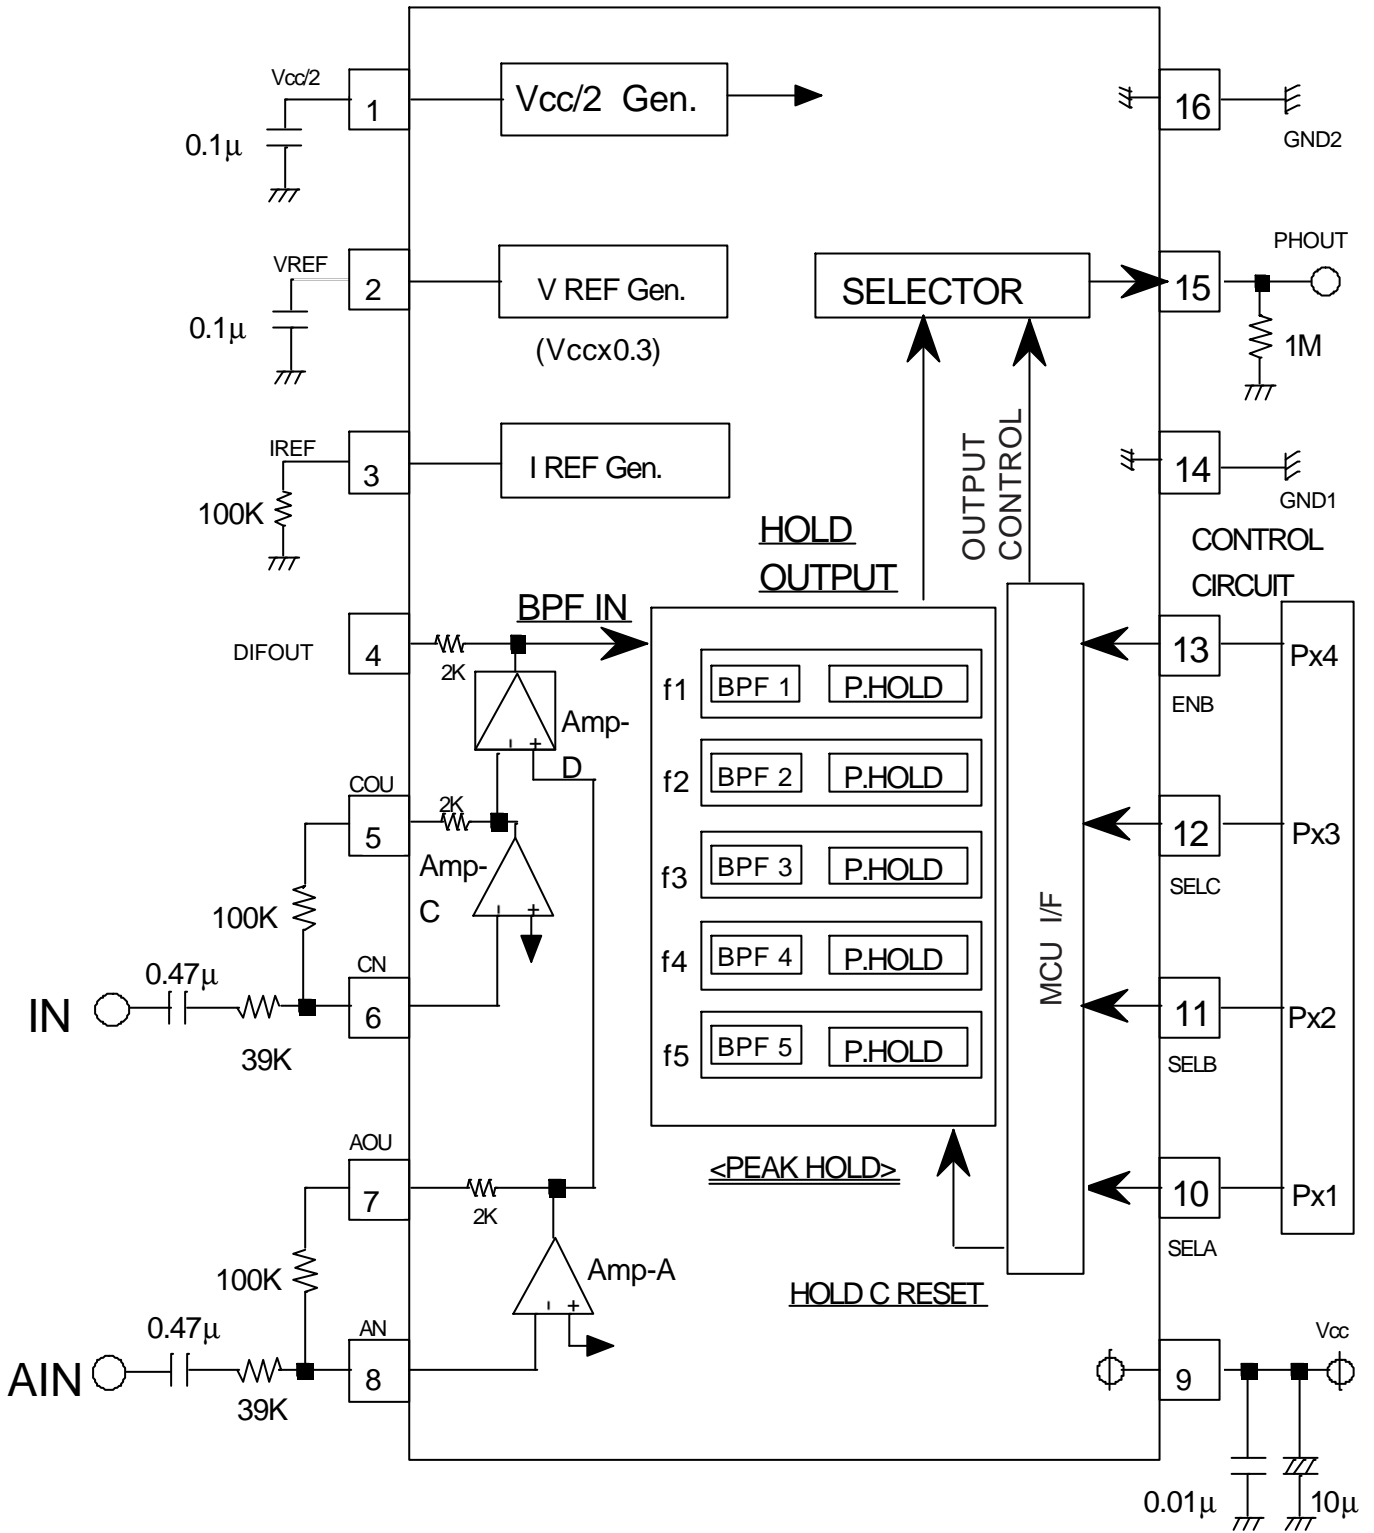 Vcc/2
1
Vcc/2 Gen.
0.1μ
16
GND2
VREF
2
V REF Gen.
(Vccx0.3)
0.1μ
SELECTOR
15
PHOUT
1M
IREF
3
I REF Gen.
100K
OUTPUT
CONTROL
14
GND1
HOLD
OUTPUT
CONTROL
CIRCUIT
DIFOUT
4
2K
BPF IN
Amp-
D
f1
BPF 1
P.HOLD
f2
BPF 2
P.HOLD
f3
BPF 3
P.HOLD
f4
BPF 4
P.HOLD
f5
BPF 5
P.HOLD
MCU I/F
13
ENB
Px4
COU
5
2K
Amp-
C
12
SELC
Px3
100K
IN
0.47μ
39K
CN
6
11
SELB
Px2
AOU
7
2K
<PEAK HOLD>
10
SELA
Px1
100K
Amp-A
HOLD C RESET
AIN
0.47μ
39K
AN
8
9
Vcc
0.01μ
10μ
- +
- +
- +